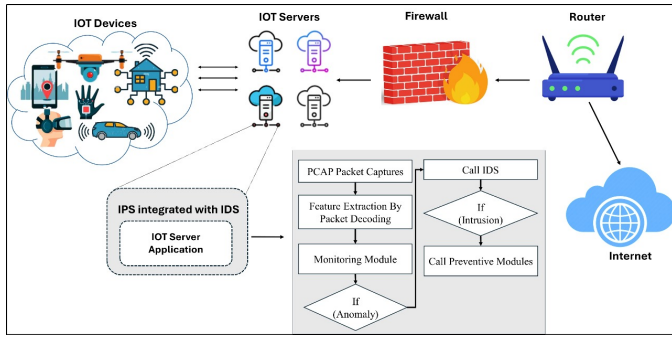 IOT Devices
IOT Servers
Firewall
Router
IPS integrated with IDS
IOT Server
Application
PCAP Packet Captures
Feature Extraction By
Packet Decoding
Monitoring Module
If
(Anomaly)
Call IDS
If
(Intrusion)
Call Preventive Modules
Internet